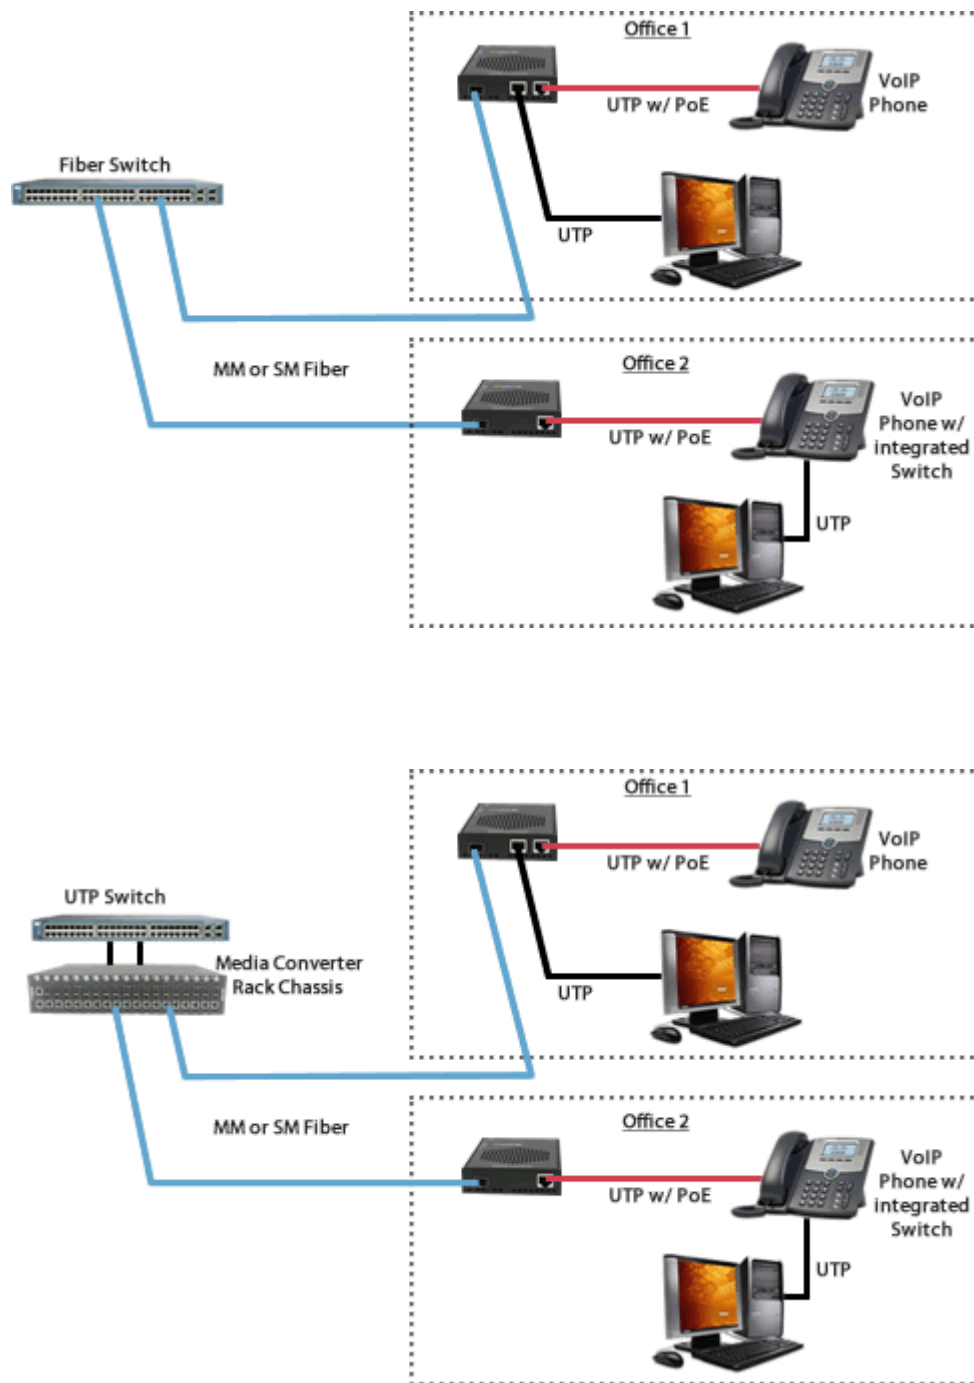 Office 1
VoIP
Phone
UTP w/ PoE
Fiber Switch
UTP
MM or SM Fiber
Office 2
VoIP
Phone w/
integrated
Switch
UTP w/ PoE
UTP
Office 1
VoIP
Phone
UTP w/ PoE
UTP Switch
Media Converter
Rack Chassis
UTP
MM or SM Fiber
Office 2
VoIP
Phone w/
integrated
Switch
UTP w/ PoE
UTP